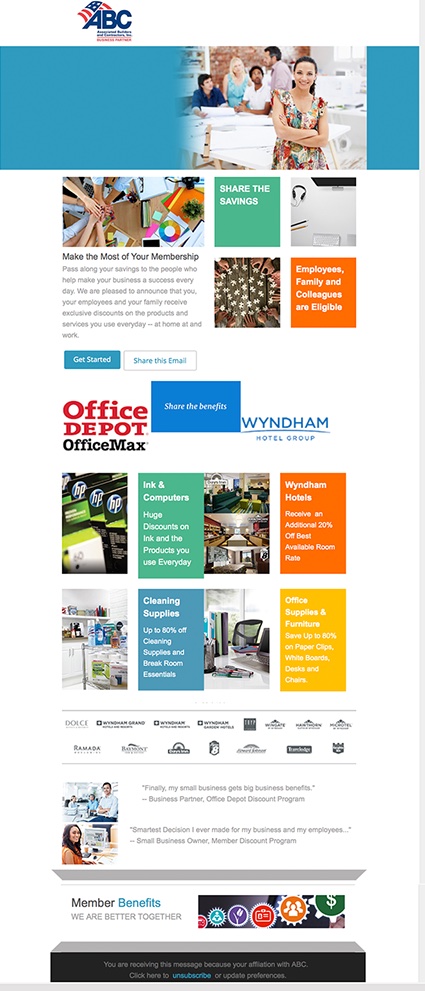 ABC
Associated Builders
and Contractors, Inc.
BUSINESS PARTNER
SHARE THE
SAVINGS
Make the Most of Your Membership
Pass along your savings to the people who
help make your business a success every
day. We are pleased to announce that you,
your employees and your family receive
exclusive discounts on the products and
services you use everyday -- at home at and
work.
Employees,
Family and
Colleagues
are Eligible
Get Started
Share this Email
Office
DEPOT
OfficeMax
Share the benefits
WYNDHAM
HOTEL GROUP
hp
Ink &
Computers
Huge
Discounts on
Ink and the
Products you
use Everyday
Wyndham
Hotels
Receive an
Additional 20%
Off Best
Available Room
Rate
Cleaning
Supplies
Up to 80% off
Cleaning
Supplies and
Break Room
Essentials
Office
Supplies &
Furniture
Save Up to 60%
on Paper Clips,
White Boards,
Desks and
Chairs.
DOLCE
WYNDHAM GRAND
WYNDHAM
WYNDHAM GARDEN
TRYP
WINGATE
HAWTHORN
MICROTEL
RAMADA
BAYMONT
Days Inn
8
Howard Johnson
Travelodge
"Finally, my small business gets big business benefits."
-- Business Partner, Office Depot Discount Program
"Smartest Decision I ever made for my business and my employees..."
-- Small Business Owner, Member Discount Program
Member Benefits
WE ARE BETTER TOGETHER
$
You are receiving this message because your affliation with ABC.
Click here to unsubscribe or update preferences.